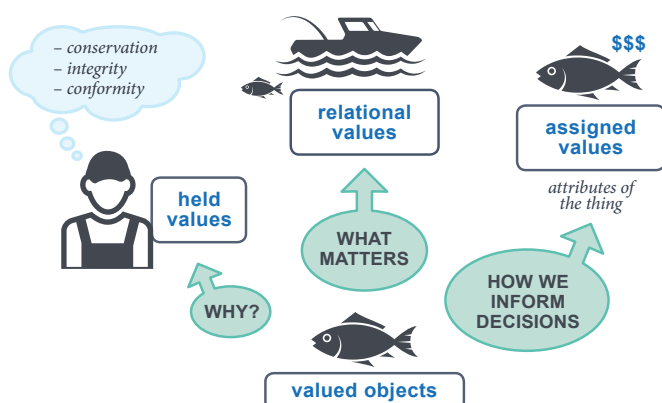 – conservation
– integrity
– conformity
$$$
relational
values
assigned
values
attributes of
the thing
held
values
WHAT
MATTERS
WHY?
HOW WE
INFORM
DECISIONS
valued objects